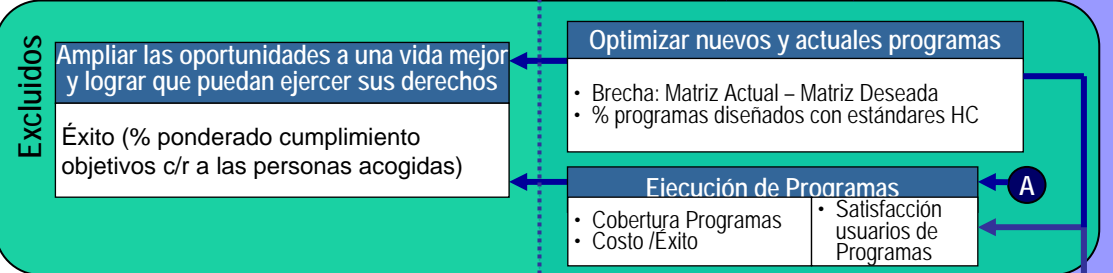 Excluidos
Ampliar las oportunidades a una vida mejor
y lograr que puedan ejercer sus derechos
Éxito (% ponderado cumplimiento
objetivos c/r a las personas acogidas)
Optimizar nuevos y actuales programas
• Brecha: Matriz Actual – Matriz Deseada
• % programas diseñados con estándares HC
Ejecución de Programas
• Cobertura Programas
• Costo /Éxito
• Satisfacción
usuarios de
Programas
A